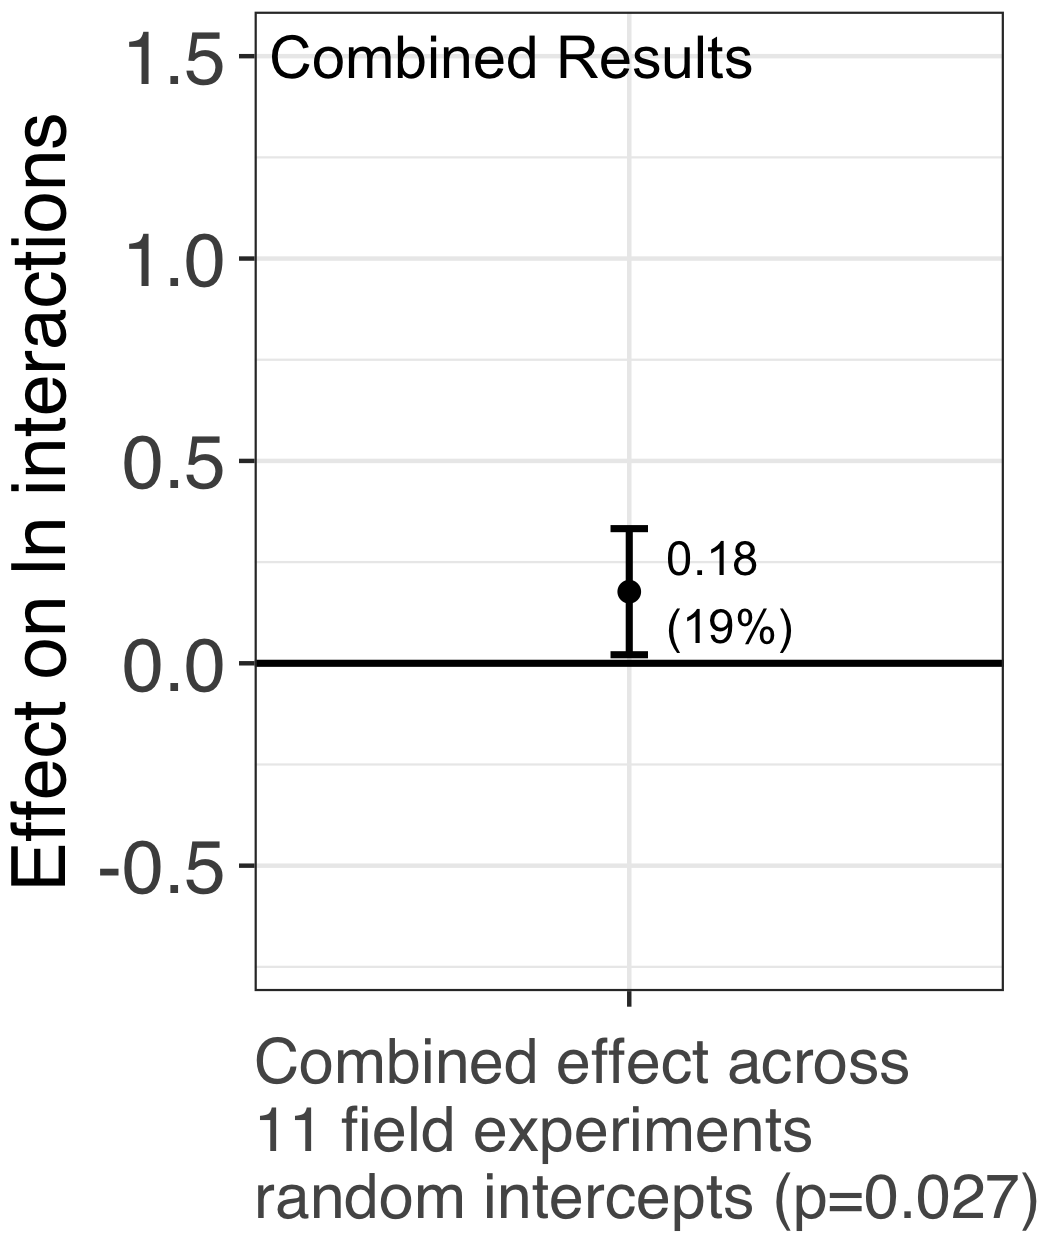 Effect on ln interactions
1.5
1.0
0.5
0.0
-0.5
Combined Results
0.18
(19%)
Combined effect across
11 field experiments
random intercepts (p=0.027)